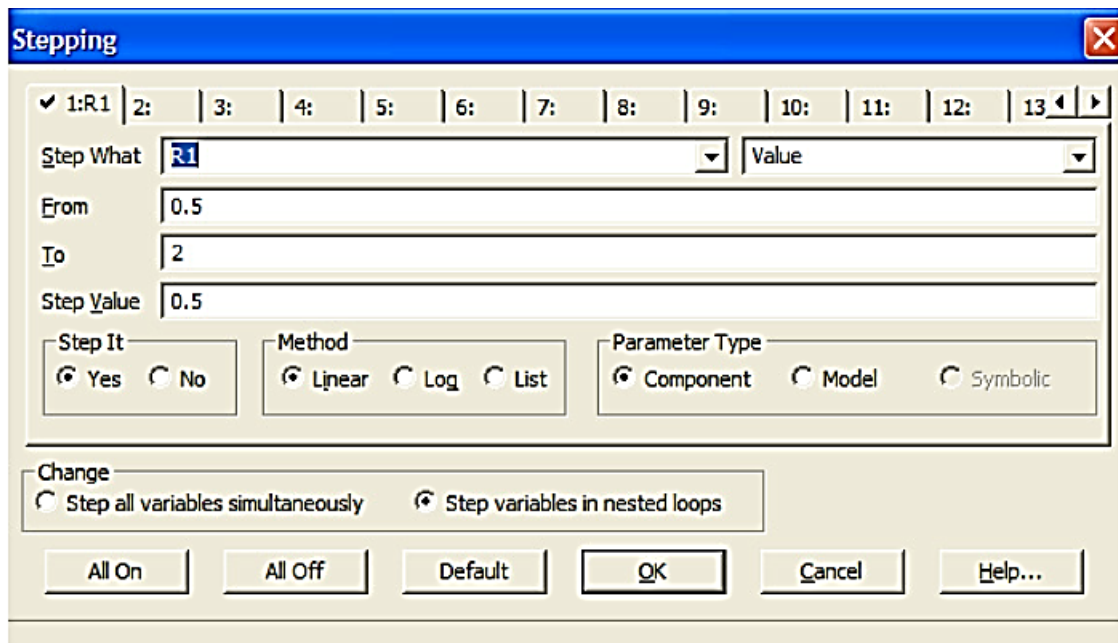 Stepping
1:R1 2: 3: 4: 5: 6: 7: 8: 9: 10: 11: 12: 13
Step What R1 Value
From 0.5
To 2
Step Value 0.5
Step It Method Parameter Type
Yes No Linear Log List Component Model Symbolic
Change
Step all variables simultaneously Step variables in nested loops
All On All Off Default OK Cancel Help...